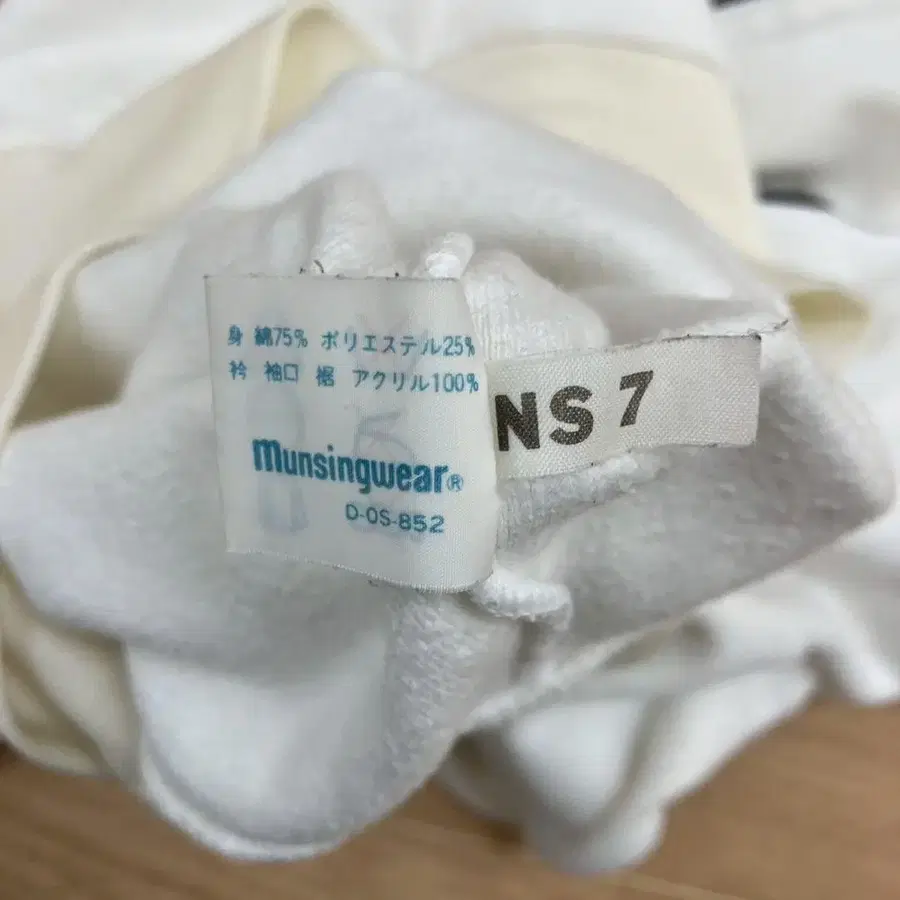 身 綿75% ポリエステル25%
衿 袖口 裾 アクリル100%
Munsingwear®
D-OS-852
NS 7